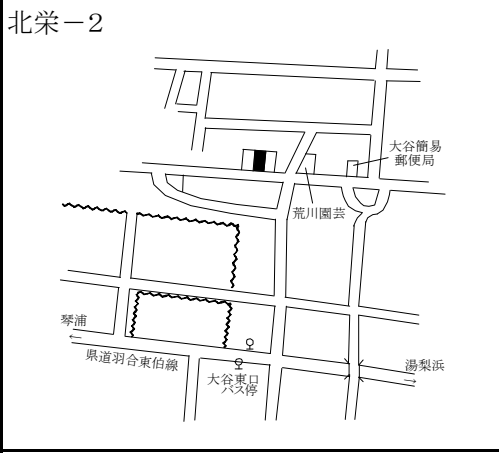 北栄－2
大谷簡易
郵便局
荒川園芸
琴浦
県道羽合東伯線
大谷東口
バス停
湯梨浜